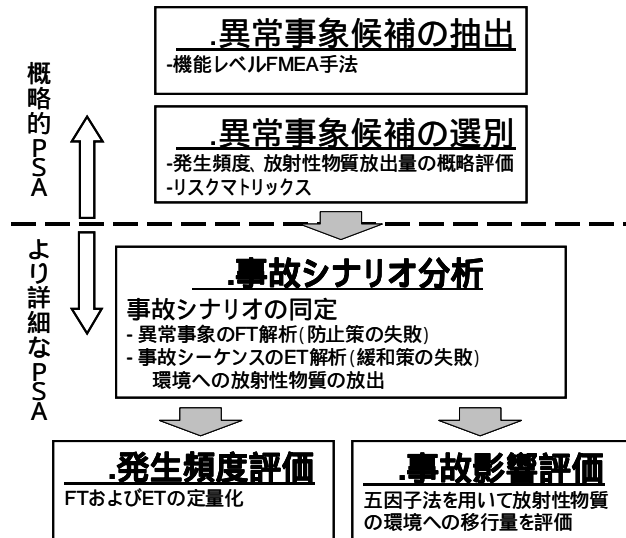 .異常事象候補の抽出
-機能レベルFMEA手法
概略的PSA
.異常事象候補の選別
-発生頻度、放射性物質放出量の概略評価
-リスクマトリックス
より詳細なPSA
.事故シナリオ分析
事故シナリオの同定
- 異常事象のFT解析(防止策の失敗)
- 事故シーケンスのET解析(緩和策の失敗)
環境への放射性物質の放出
.発生頻度評価
FTおよびETの定量化
.事故影響評価
五因子法を用いて放射性物質
の環境への移行量を評価